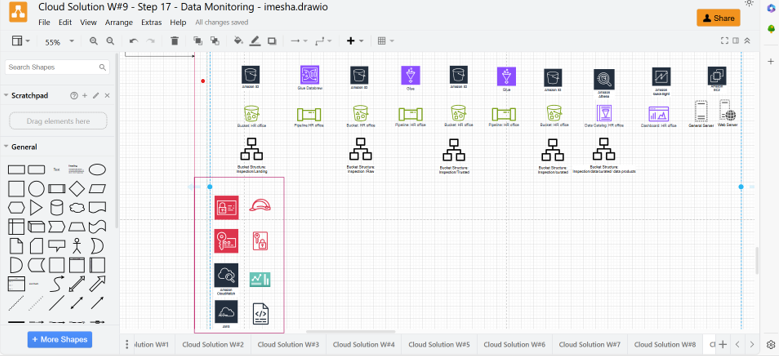 Cloud Solution W#9 - Step 17 - Data Monitoring - imesha.drawio
File Edit View Arrange Extras Help All changes saved
Share
55%
Search Shapes
Scratchpad
Drag elements here
General
Text
+ More Shapes
Amazon S3
Glue Databrew
Amazon S3
Glue
Amazon S3
Glue
Amazon S3
Amazon Athena
Amazon QuickSight
Bucket: HR office
Pipeline: HR office
Bucket: HR office
Pipeline: HR office
Bucket: HR office
Pipeline: HR office
Bucket: HR office
Data Catalog: HR office
Dashboard: HR office
General Server
Web Server
Bucket Structure: Inspection/Landing
Bucket Structure: Inspection/Raw
Bucket Structure: Inspection/Trusted
Bucket Structure: Inspection/curated
Bucket Structure: Inspection data/curated/ data products
Amazon CloudWatch
olution W#1
Cloud Solution W#2
Cloud Solution W#3
Cloud Solution W#4
Cloud Solution W#5
Cloud Solution W#6
Cloud Solution W#7
Cloud Solution W#8
Cl